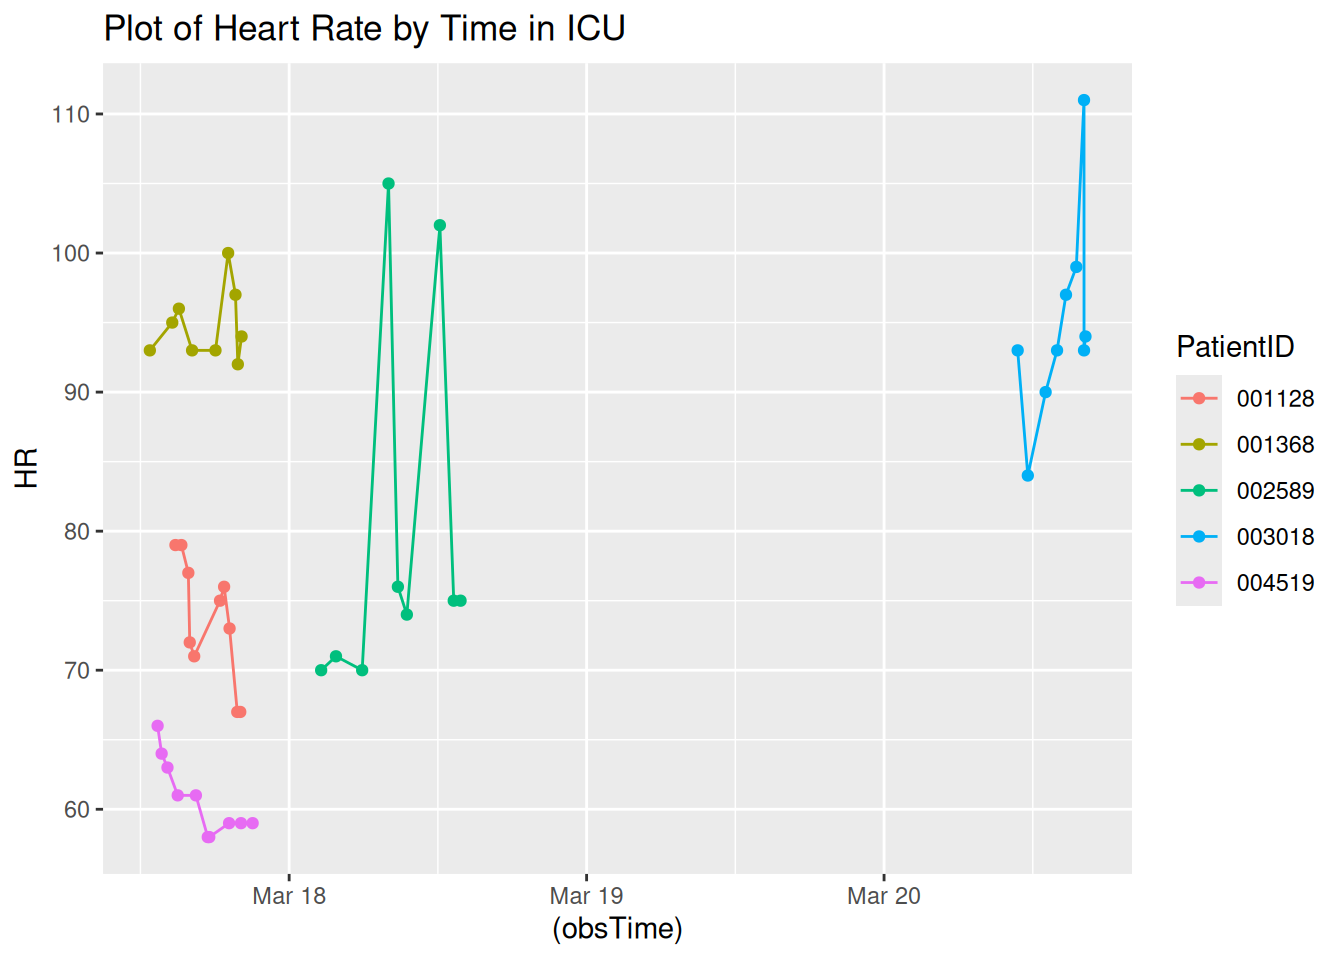 Plot of Heart Rate by Time in ICU
110
100
90
80
70
60
HR
Mar 18
Mar 19
Mar 20
(obsTime)
PatientID
001128
001368
002589
003018
004519